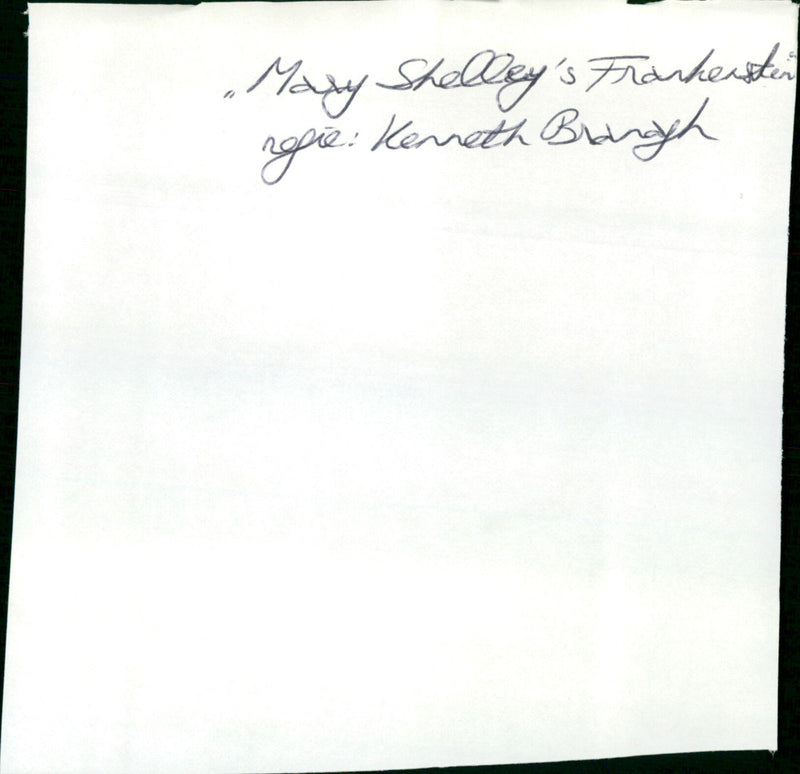 „Mary Shelley's Frankenstein"
regie: Kenneth Branagh